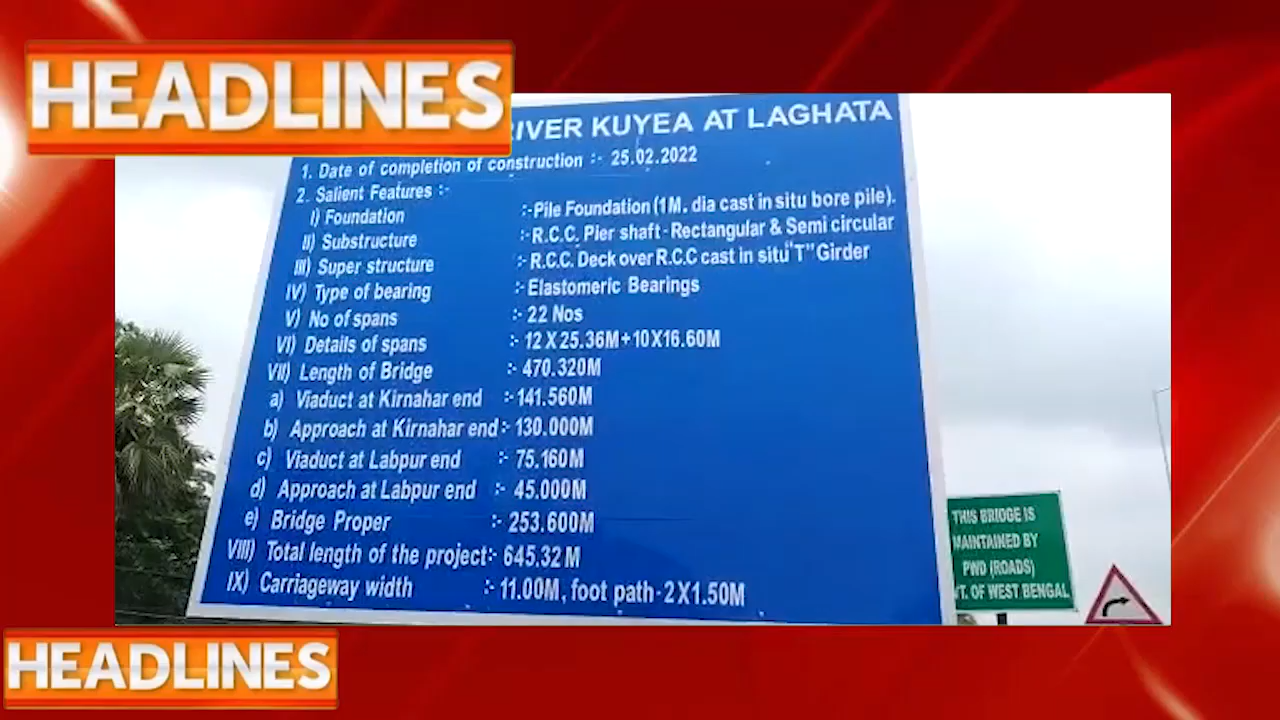 HEADLINES
RIVER KUYEA AT LAGHATA
1. Date of completion of construction :- 25.02.2022
2. Salient Features :-
I) Foundation :-Pile Foundation (1M. dia cast in situ bore pile).
II) Substructure :-R.C.C. Pier shaft-Rectangular & Semi circular
III) Super structure :-R.C.C. Deck over R.C.C cast in situ "T" Girder
IV) Type of bearing :-Elastomeric Bearings
V) No of spans :- 22 Nos
VI) Details of spans :- 12 X 25.36M+10X16.60M
VII) Length of Bridge :- 470.320M
a) Viaduct at Kirnahar end :-141.560M
b) Approach at Kirnahar end :- 130.000M
c) Viaduct at Labpur end :- 75.160M
d) Approach at Labpur end :- 45.000M
e) Bridge Proper :- 253.600M
VIII) Total length of the project:- 645.32 M
IX) Carriageway width :- 11.00M, foot path-2 X1.50M
THIS BRIDGE IS
MAINTAINED BY
PWD (ROADS)
VT. OF WEST BENGAL
HEADLINES